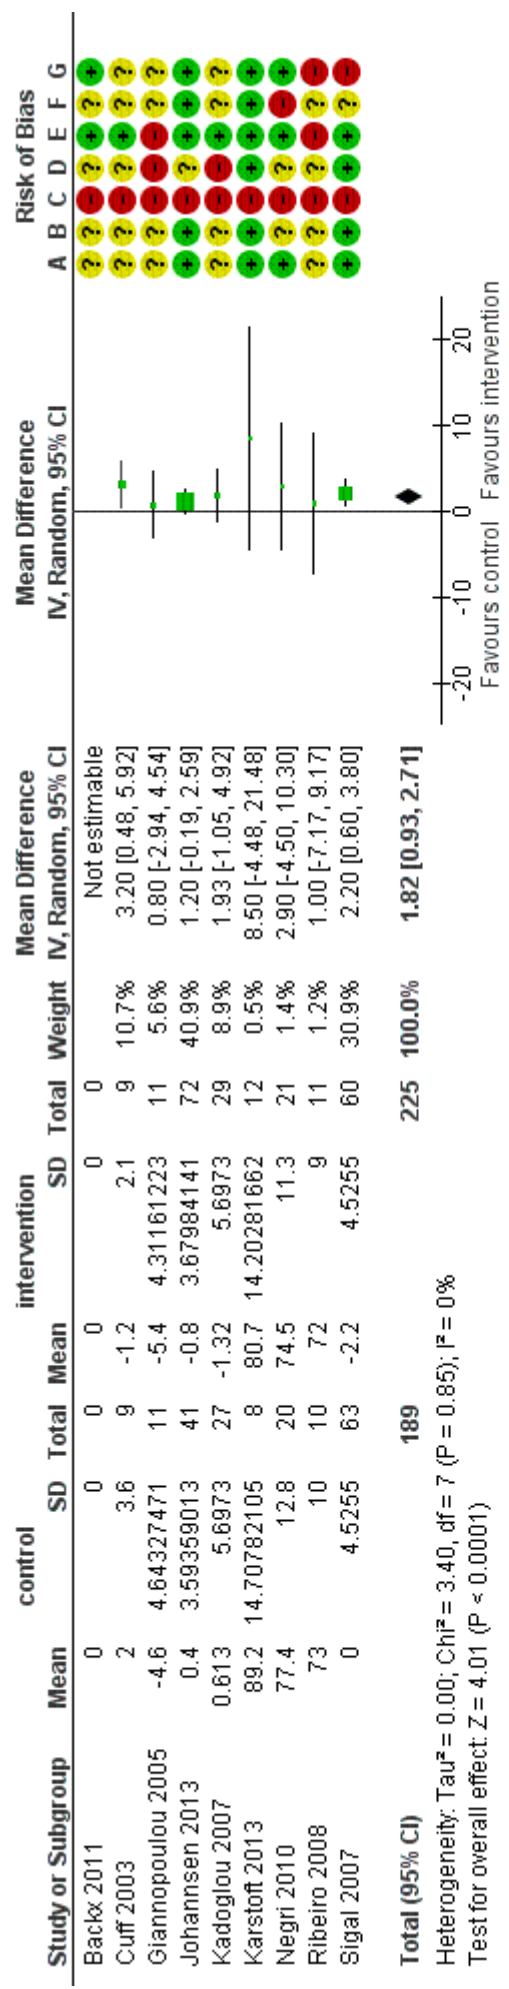 control intervention Mean Difference Mean Difference Risk of Bias
Study or Subgroup Mean SD Total Mean SD Total Weight IV, Random, 95% CI IV, Random, 95% CI A B C D E F G
Backx 2011 0 0 0 0 0 0 Not estimable ? ? - ? + ? +
Cuff 2003 2 3.6 9 -1.2 2.1 9 10.7% 3.20 [0.48, 5.92] ? ? - ? + ? ?
Giannopoulou 2005 -4.6 4.64327471 11 -5.4 4.31161223 11 5.6% 0.80 [-2.94, 4.54] ? ? - - - ? ?
Johannsen 2013 0.4 3.59359013 41 -0.8 3.67984141 72 40.9% 1.20 [-0.19, 2.59] + + - ? + + +
Kadoglou 2007 0.613 5.6973 27 -1.32 5.6973 29 8.9% 1.93 [-1.05, 4.92] ? ? - - + ? ?
Karstoft 2013 89.2 14.70782105 8 80.7 14.20281662 12 0.5% 8.50 [-4.48, 21.48] + + - + + + +
Negri 2010 77.4 12.8 20 74.5 11.3 21 1.4% 2.90 [-4.50, 10.30] + ? - ? + - +
Ribeiro 2008 73 10 10 72 9 11 1.2% 1.00 [-7.17, 9.17] ? ? - ? - ? -
Sigal 2007 0 4.5255 63 -2.2 4.5255 60 30.9% 2.20 [0.60, 3.80] + + - + + ? -
Total (95% CI) 189 225 100.0% 1.82 [0.93, 2.71]
Heterogeneity: Tau² = 0.00; Chi² = 3.40, df = 7 (P = 0.85); I² = 0%
Test for overall effect: Z = 4.01 (P < 0.0001)
-20 -10 0 10 20
Favours control Favours intervention